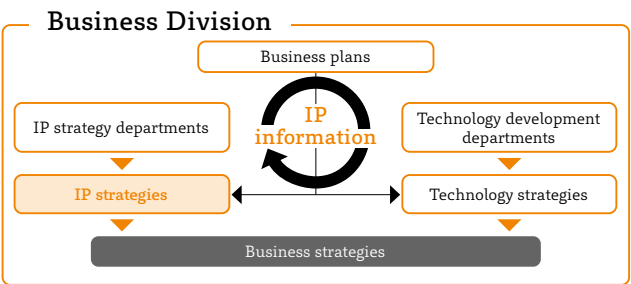 Business Division
Business plans
IP strategy departments
IP
information
Technology development
departments
IP strategies
Technology strategies
Business strategies